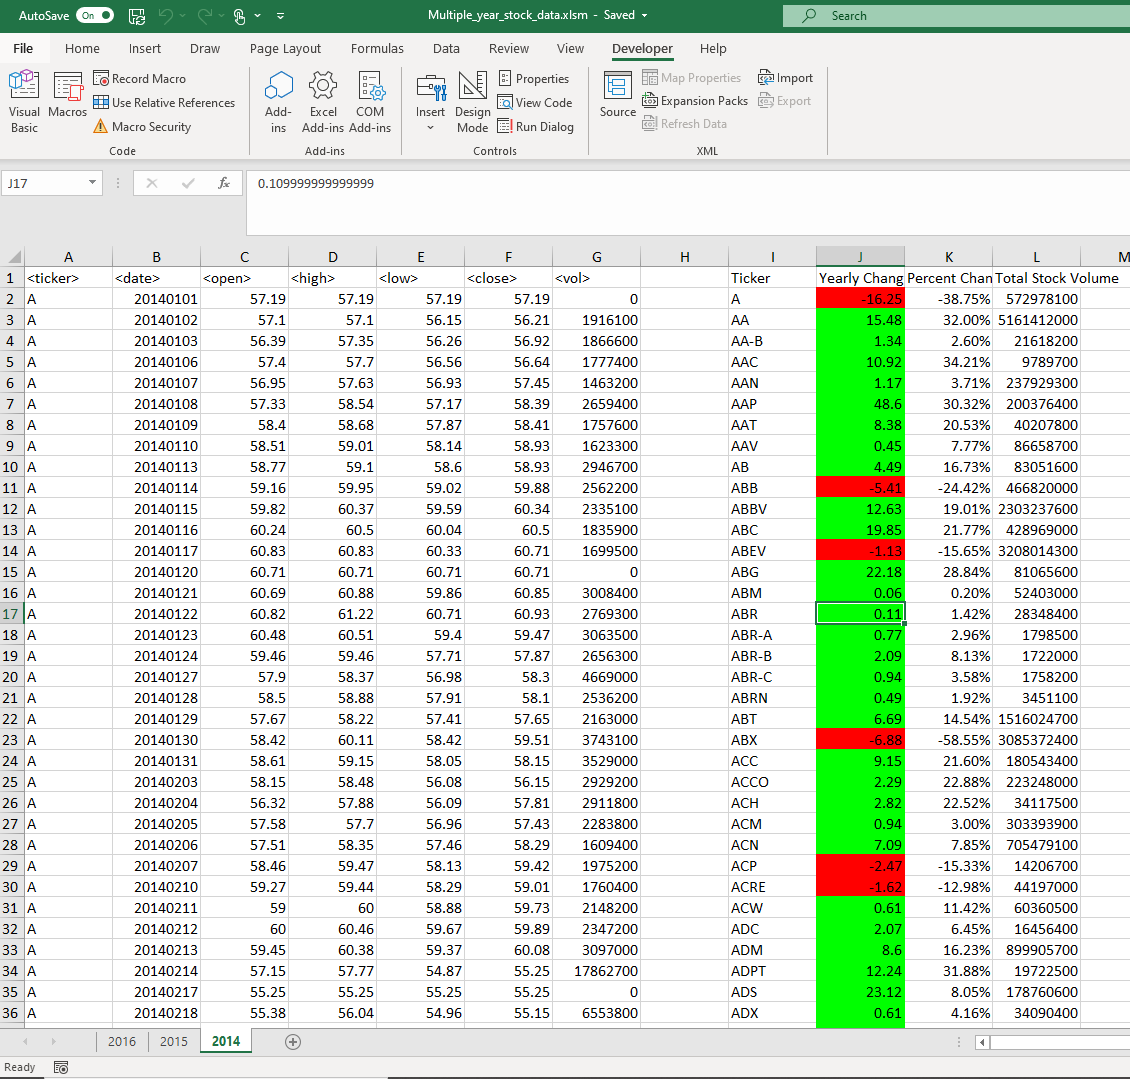 AutoSave On Multiple_year_stock_data.xlsm - Saved Search
File Home Insert Draw Page Layout Formulas Data Review View Developer Help
Visual Basic
Macros
Record Macro
Use Relative References
Macro Security
Code
Add-ins
Excel Add-ins
COM Add-ins
Add-ins
Insert
Design Mode
Properties
View Code
Run Dialog
Controls
Source
Map Properties
Expansion Packs
Refresh Data
Import
Export
XML
J17 fx 0.109999999999999
A B C D E F G H I J K L M
1 <ticker> <date> <open> <high> <low> <close> <vol> Ticker Yearly Chang Percent Chan Total Stock Volume
2 A 20140101 57.19 57.19 57.19 57.19 0 A -16.25 -38.75% 572978100
3 A 20140102 57.1 57.1 56.15 56.21 1916100 AA 15.48 32.00% 5161412000
4 A 20140103 56.39 57.35 56.26 56.92 1866600 AA-B 1.34 2.60% 21618200
5 A 20140106 57.4 57.7 56.56 56.64 1777400 AAC 10.92 34.21% 9789700
6 A 20140107 56.95 57.63 56.93 57.45 1463200 AAN 1.17 3.71% 237929300
7 A 20140108 57.33 58.54 57.17 58.39 2659400 AAP 48.6 30.32% 200376400
8 A 20140109 58.4 58.68 57.87 58.41 1757600 AAT 8.38 20.53% 40207800
9 A 20140110 58.51 59.01 58.14 58.93 1623300 AAV 0.45 7.77% 86658700
10 A 20140113 58.77 59.1 58.6 58.93 2946700 AB 4.49 16.73% 83051600
11 A 20140114 59.16 59.95 59.02 59.88 2562200 ABB -5.41 -24.42% 466820000
12 A 20140115 59.82 60.37 59.59 60.34 2335100 ABBV 12.63 19.01% 2303237600
13 A 20140116 60.24 60.5 60.04 60.5 1835900 ABC 19.85 21.77% 428969000
14 A 20140117 60.83 60.83 60.33 60.71 1699500 ABEV -1.13 -15.65% 3208014300
15 A 20140120 60.71 60.71 60.71 60.71 0 ABG 22.18 28.84% 81065600
16 A 20140121 60.69 60.88 59.86 60.85 3008400 ABM 0.06 0.20% 52403000
17 A 20140122 60.82 61.22 60.71 60.93 2769300 ABR 0.11 1.42% 28348400
18 A 20140123 60.48 60.51 59.4 59.47 3063500 ABR-A 0.77 2.96% 1798500
19 A 20140124 59.46 59.46 57.71 57.87 2656300 ABR-B 2.09 8.13% 1722000
20 A 20140127 57.9 58.37 56.98 58.3 4669000 ABR-C 0.94 3.58% 1758200
21 A 20140128 58.5 58.88 57.91 58.1 2536200 ABRN 0.49 1.92% 3451100
22 A 20140129 57.67 58.22 57.41 57.65 2163000 ABT 6.69 14.54% 1516024700
23 A 20140130 58.42 60.11 58.42 59.51 3743100 ABX -6.88 -58.55% 3085372400
24 A 20140131 58.61 59.15 58.05 58.15 3529000 ACC 9.15 21.60% 180543400
25 A 20140203 58.15 58.48 56.08 56.15 2929200 ACCO 2.29 22.88% 223248000
26 A 20140204 56.32 57.88 56.09 57.81 2911800 ACH 2.82 22.52% 34117500
27 A 20140205 57.58 57.7 56.96 57.43 2283800 ACM 0.94 3.00% 303393900
28 A 20140206 57.51 58.35 57.46 58.29 1609400 ACN 7.09 7.85% 705479100
29 A 20140207 58.46 59.47 58.13 59.42 1975200 ACP -2.47 -15.33% 14206700
30 A 20140210 59.27 59.44 58.29 59.01 1760400 ACRE -1.62 -12.98% 44197000
31 A 20140211 59 60 58.88 59.73 2148200 ACW 0.61 11.42% 60360500
32 A 20140212 60 60.46 59.67 59.89 2347200 ADC 2.07 6.45% 16456400
33 A 20140213 59.45 60.38 59.37 60.08 3097000 ADM 8.6 16.23% 899905700
34 A 20140214 57.15 57.77 54.87 55.25 17862700 ADPT 12.24 31.88% 19722500
35 A 20140217 55.25 55.25 55.25 55.25 0 ADS 23.12 8.05% 178760600
36 A 20140218 55.38 56.04 54.96 55.15 6553800 ADX 0.61 4.16% 34090400
2016 2015 2014
Ready